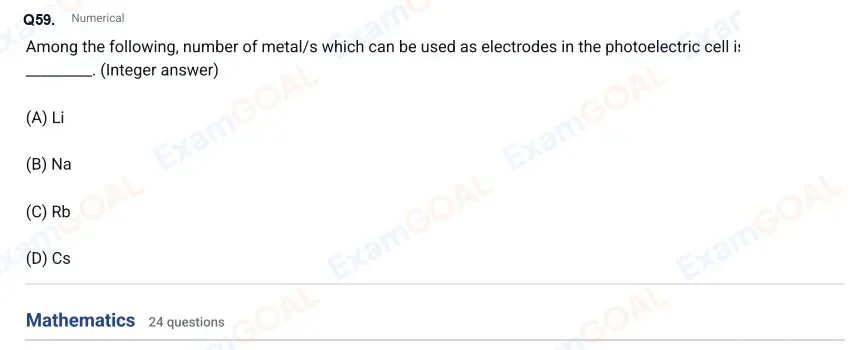 Q59. Numerical
Among the following, number of metal/s which can be used as electrodes in the photoelectric cell is
________. (Integer answer)
(A) Li
(B) Na
(C) Rb
(D) Cs
Mathematics 24 questions